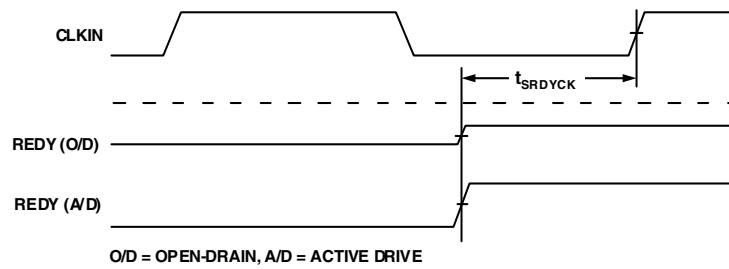 CLKIN
tSRDYCK
REDY (O/D)
REDY (A/D)
O/D = OPEN-DRAIN, A/D = ACTIVE DRIVE